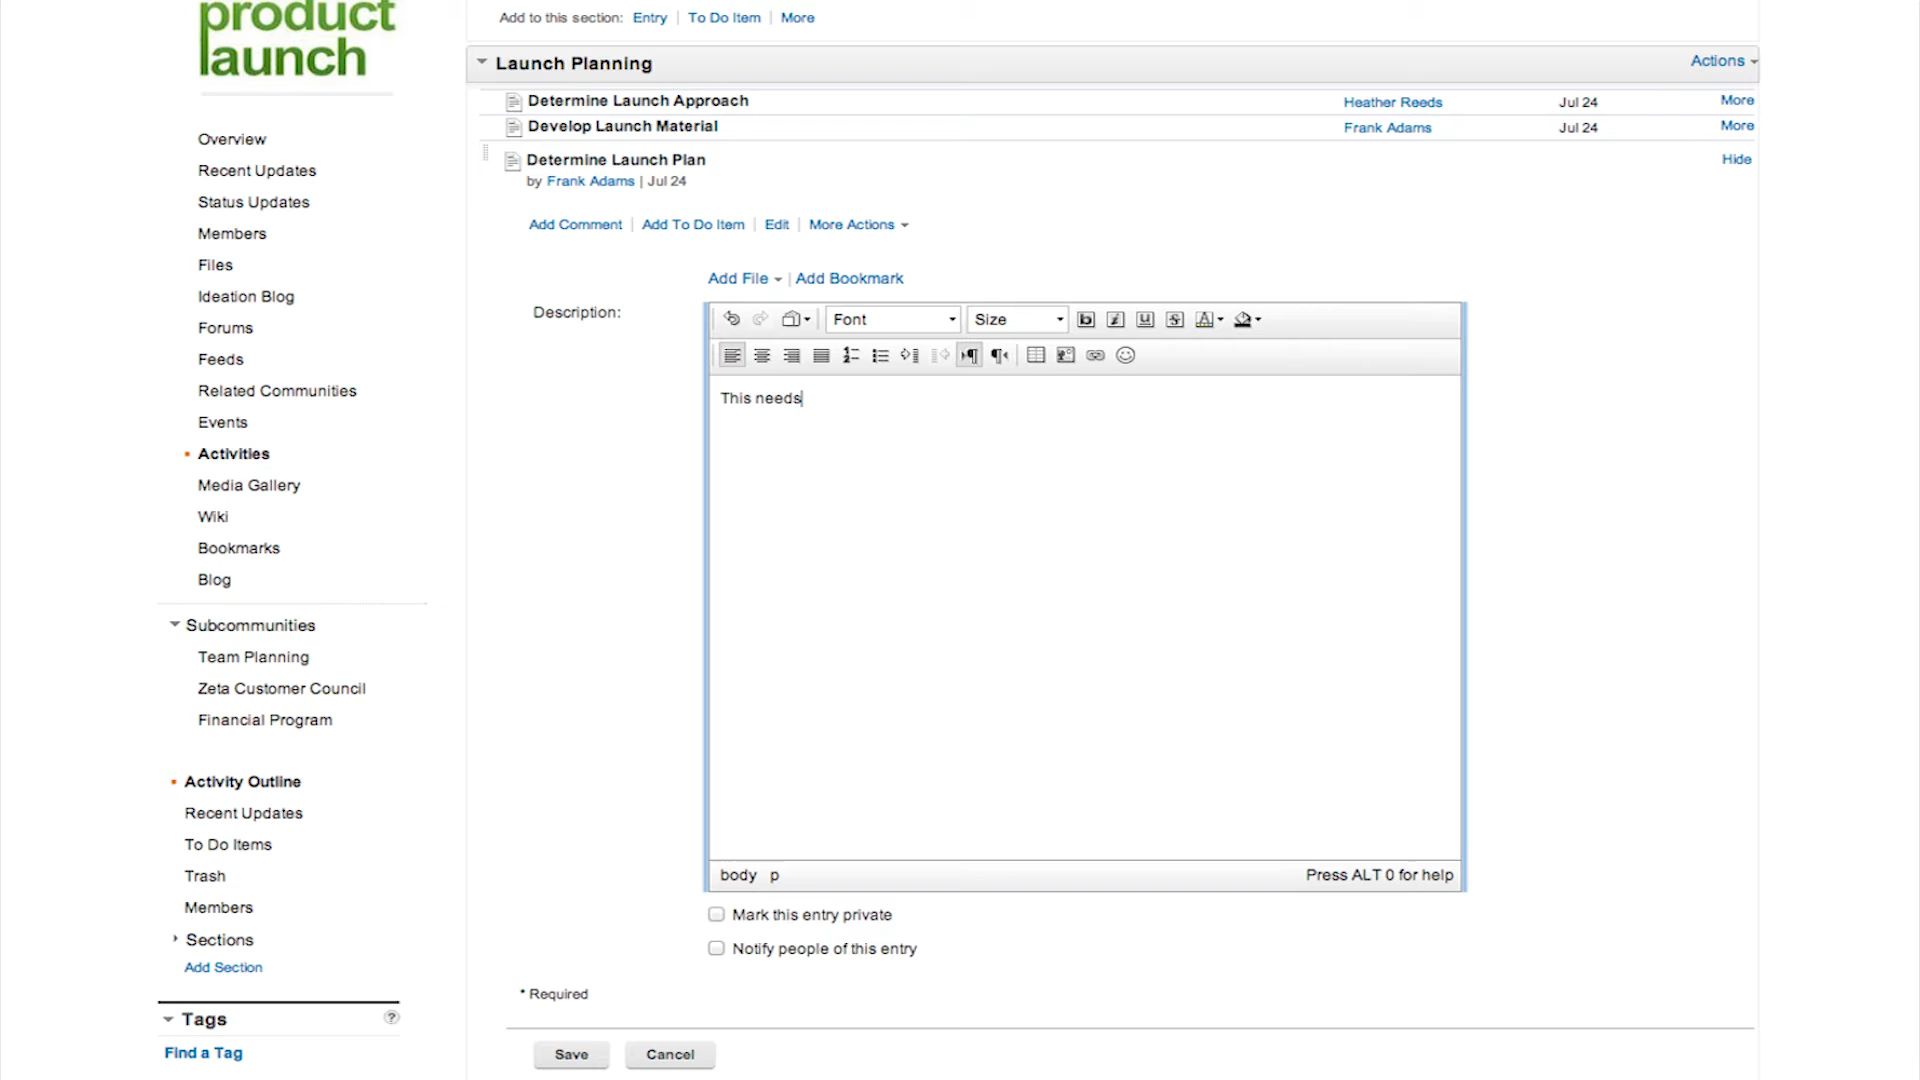 product
launch
Add to this section: Entry | To Do Item | More
Launch Planning
Actions
Determine Launch Approach Heather Reeds Jul 24 More
Develop Launch Material Frank Adams Jul 24 More
Determine Launch Plan Hide
by Frank Adams | Jul 24
Add Comment | Add To Do Item | Edit | More Actions
Add File | Add Bookmark
Description:
Font Size
This needs
body p Press ALT 0 for help
Mark this entry private
Notify people of this entry
* Required
Save Cancel
Overview
Recent Updates
Status Updates
Members
Files
Ideation Blog
Forums
Feeds
Related Communities
Events
Activities
Media Gallery
Wiki
Bookmarks
Blog
Subcommunities
Team Planning
Zeta Customer Council
Financial Program
Activity Outline
Recent Updates
To Do Items
Trash
Members
Sections
Add Section
Tags ?
Find a Tag